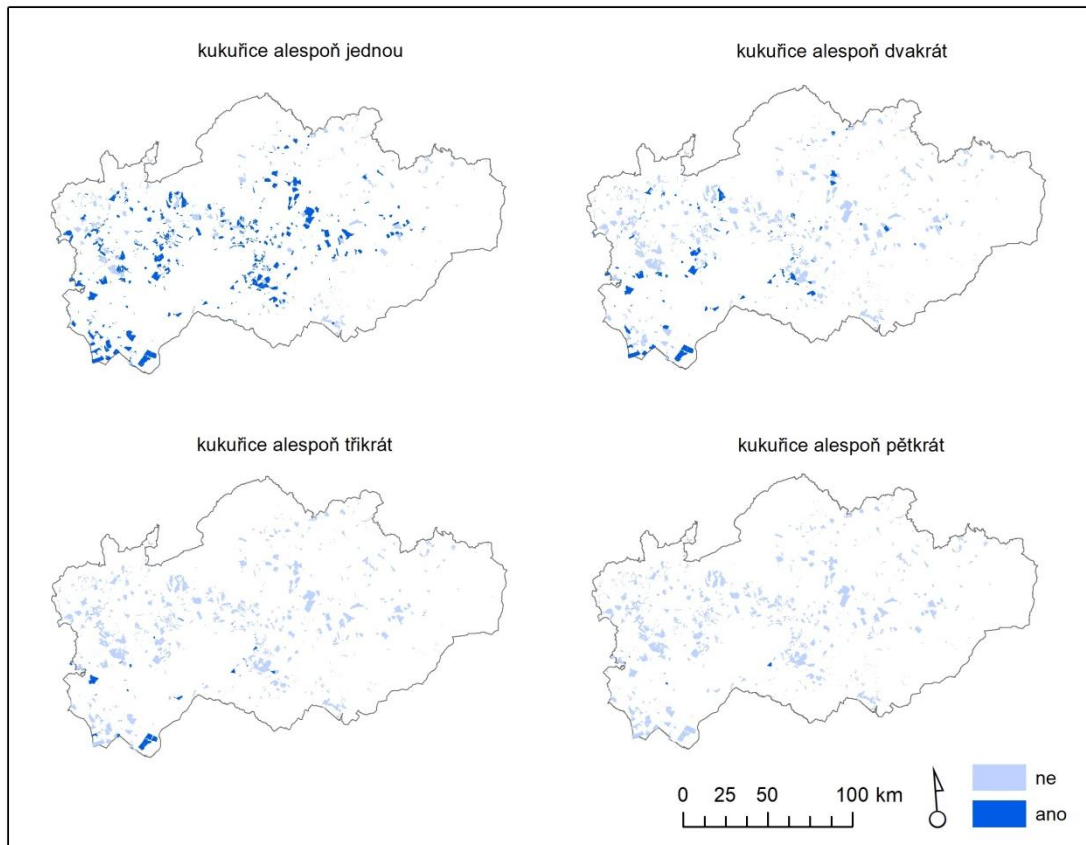 kukuřice alespoň jednou
kukuřice alespoň dvakrát
kukuřice alespoň třikrát
kukuřice alespoň pětkrát
0 25 50 100 km
ne
ano